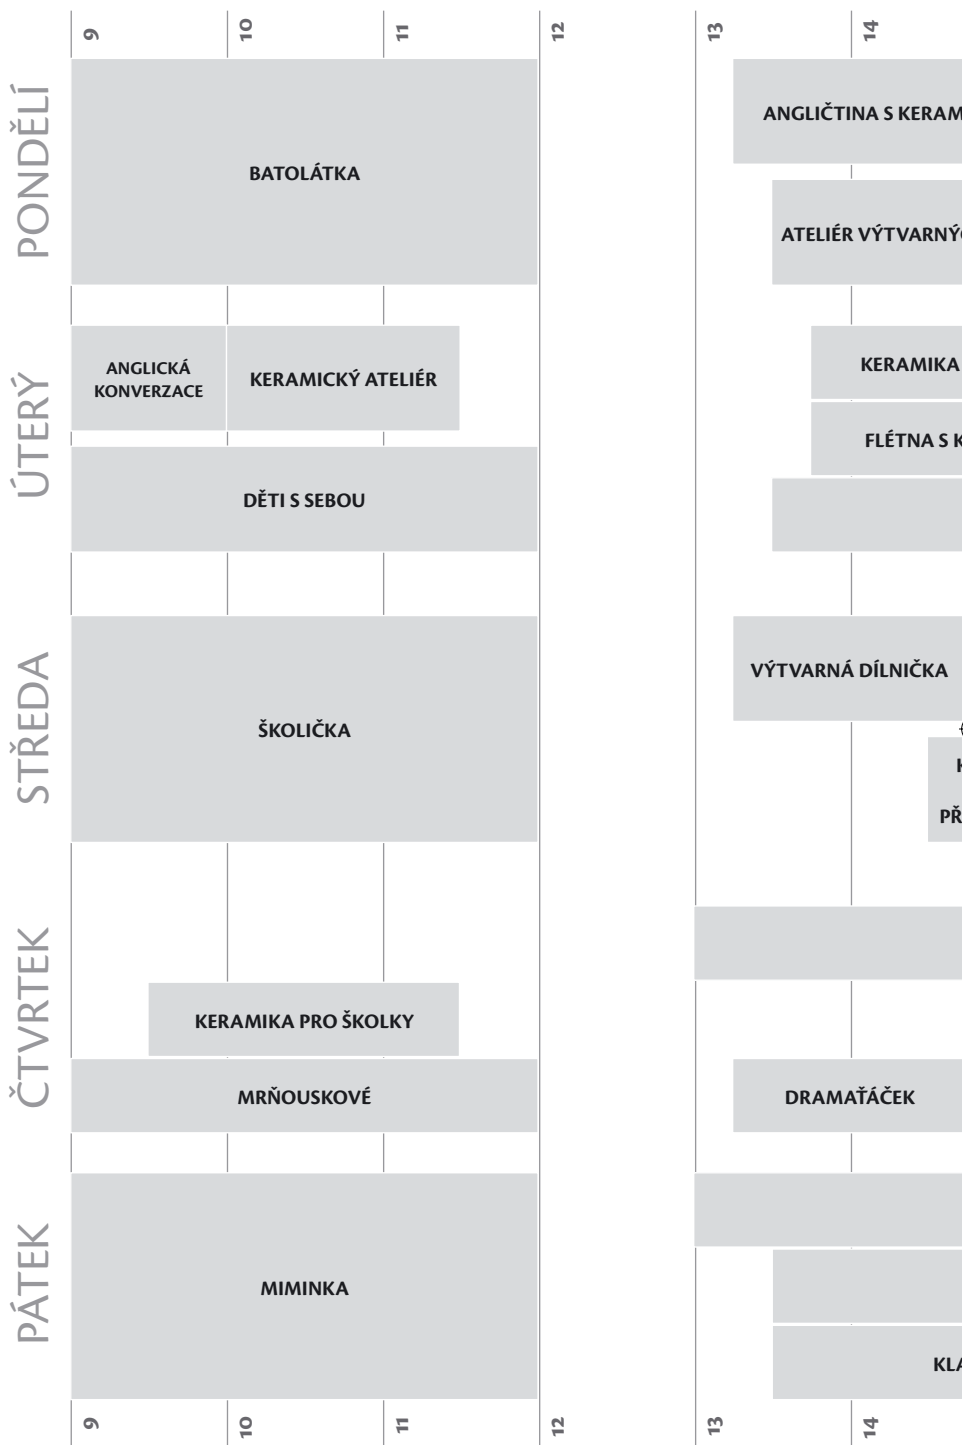 9 10 11 12 13 14
PONDĚLÍ
BATOLÁTKA
ANGLIČTINA S KERAM
ATELIÉR VÝTVARNÝ
ÚTERÝ
ANGLICKÁ
KONVERZACE
KERAMICKÝ ATELIÉR
DĚTI S SEBOU
KERAMIKA
FLÉTNA S K
STŘEDA
ŠKOLIČKA
VÝTVARNÁ DÍLNIČKA
K
PŘ
ČTVRTEK
KERAMIKA PRO ŠKOLKY
MRŇOUSKOVÉ
DRAMAŤÁČEK
PÁTEK
MIMINKA
KLA
9 10 11 12 13 14